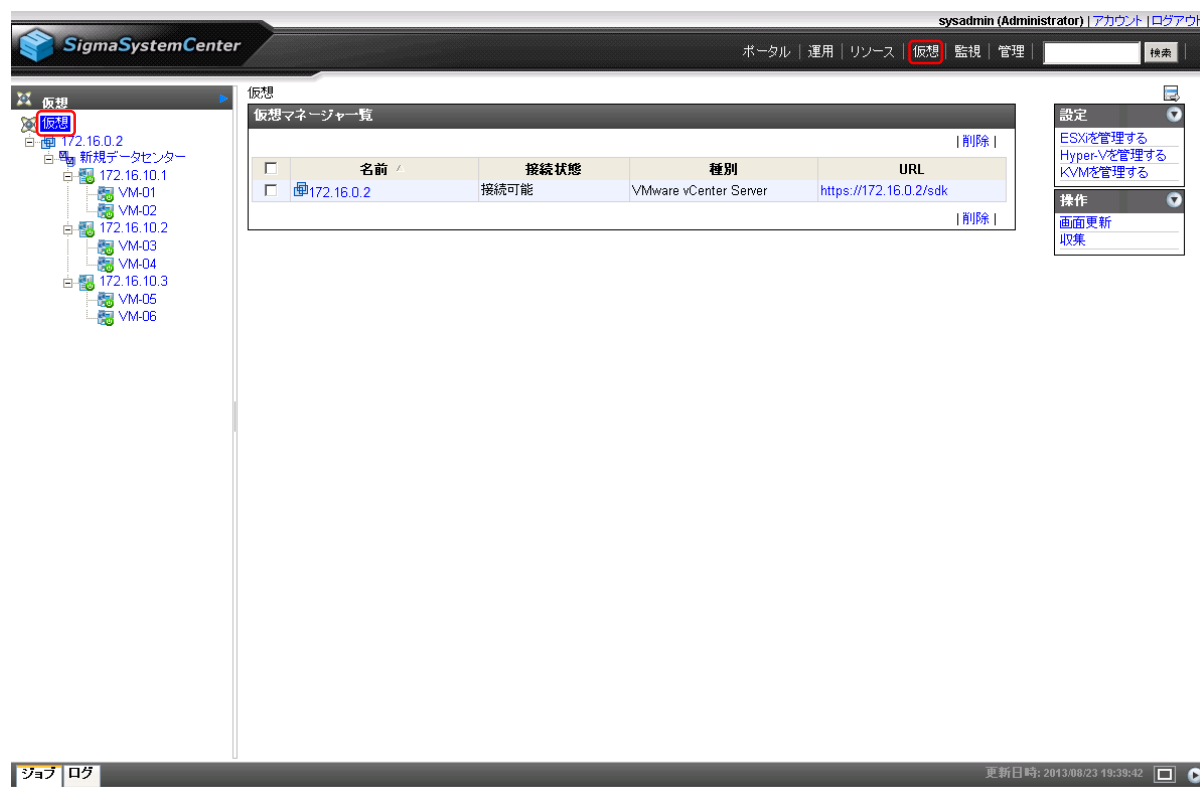 sysadmin (Administrator) | アカウント | ログアウト
SigmaSystemCenter
ポータル | 運用 | リソース | 仮想 | 監視 | 管理 | 検索
仮想
仮想
172.16.0.2
新規データセンター
172.16.10.1
VM-01
VM-02
172.16.10.2
VM-03
VM-04
172.16.10.3
VM-05
VM-06
仮想
仮想マネージャ一覧
| 削除 |
名前 接続状態 種別 URL
172.16.0.2 接続可能 VMware vCenter Server https://172.16.0.2/sdk
| 削除 |
設定
ESXiを管理する
Hyper-Vを管理する
KVMを管理する
操作
画面更新
収集
ジョブ ログ
更新日時: 2013/08/23 19:39:42